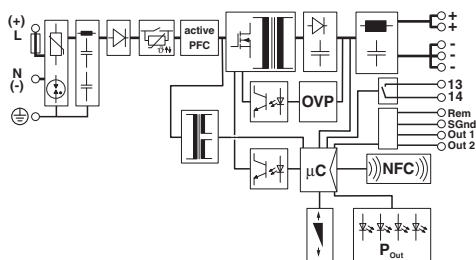 (+)
L
N
(-)
active
PFC
OVP
µC
NFC
P Out
+
+
-
-
-
13
14
Rem
SGnd
Out 1
Out 2
ϑ